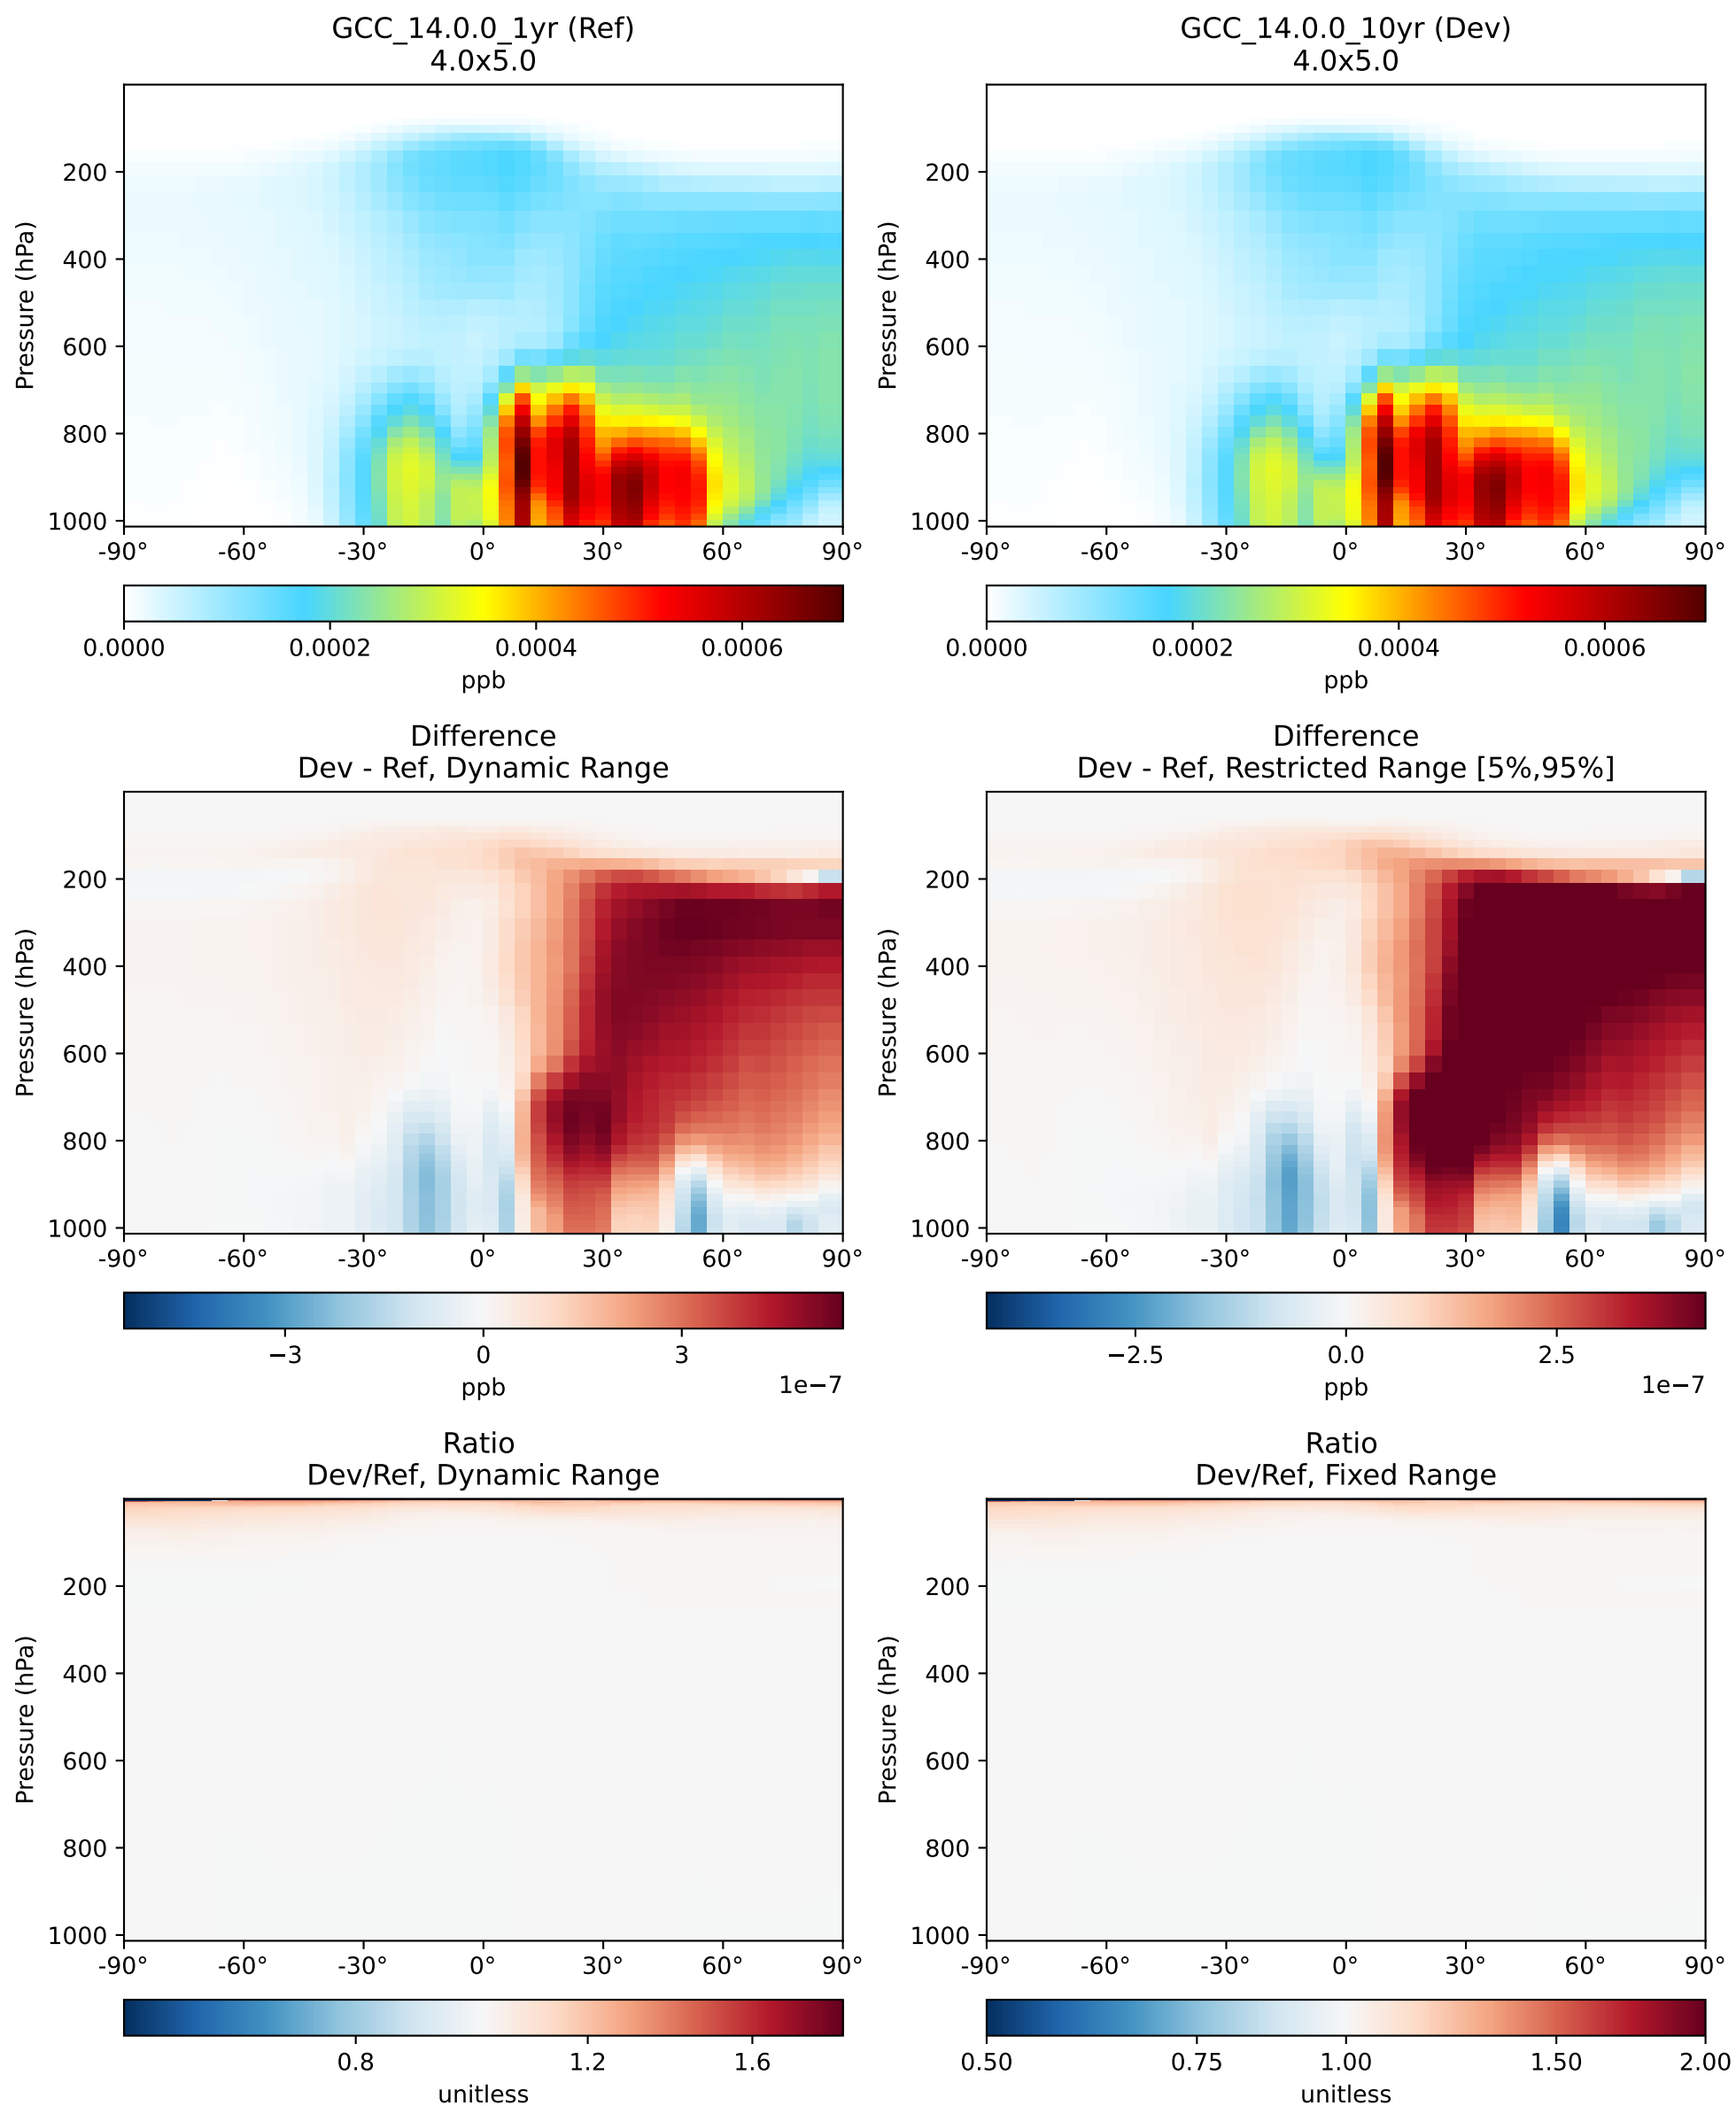 GCC_14.0.0_1yr (Ref)
4.0x5.0
Pressure (hPa)
200
400
600
800
1000
-90° -60° -30° 0° 30° 60° 90°
0.0000 0.0002 0.0004 0.0006
ppb
GCC_14.0.0_10yr (Dev)
4.0x5.0
Pressure (hPa)
200
400
600
800
1000
-90° -60° -30° 0° 30° 60° 90°
0.0000 0.0002 0.0004 0.0006
ppb
Difference
Dev - Ref, Dynamic Range
Pressure (hPa)
200
400
600
800
1000
-90° -60° -30° 0° 30° 60° 90°
−3 0 3
ppb
1e−7
Difference
Dev - Ref, Restricted Range [5%,95%]
Pressure (hPa)
200
400
600
800
1000
-90° -60° -30° 0° 30° 60° 90°
−2.5 0.0 2.5
ppb
1e−7
Ratio
Dev/Ref, Dynamic Range
Pressure (hPa)
200
400
600
800
1000
-90° -60° -30° 0° 30° 60° 90°
0.8 1.2 1.6
unitless
Ratio
Dev/Ref, Fixed Range
Pressure (hPa)
200
400
600
800
1000
-90° -60° -30° 0° 30° 60° 90°
0.50 0.75 1.00 1.50 2.00
unitless